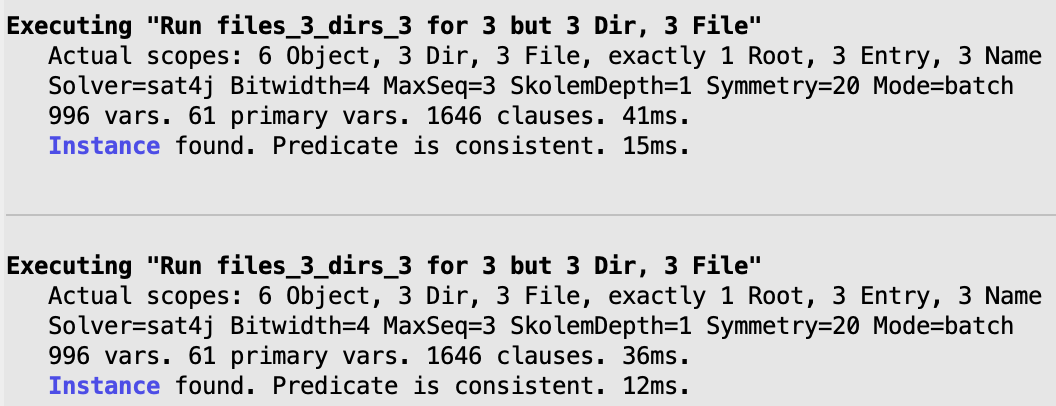 Executing "Run files_3_dirs_3 for 3 but 3 Dir, 3 File"
Actual scopes: 6 Object, 3 Dir, 3 File, exactly 1 Root, 3 Entry, 3 Name
Solver=sat4j Bitwidth=4 MaxSeq=3 SkolemDepth=1 Symmetry=20 Mode=batch
996 vars. 61 primary vars. 1646 clauses. 41ms.
Instance found. Predicate is consistent. 15ms.
Executing "Run files_3_dirs_3 for 3 but 3 Dir, 3 File"
Actual scopes: 6 Object, 3 Dir, 3 File, exactly 1 Root, 3 Entry, 3 Name
Solver=sat4j Bitwidth=4 MaxSeq=3 SkolemDepth=1 Symmetry=20 Mode=batch
996 vars. 61 primary vars. 1646 clauses. 36ms.
Instance found. Predicate is consistent. 12ms.